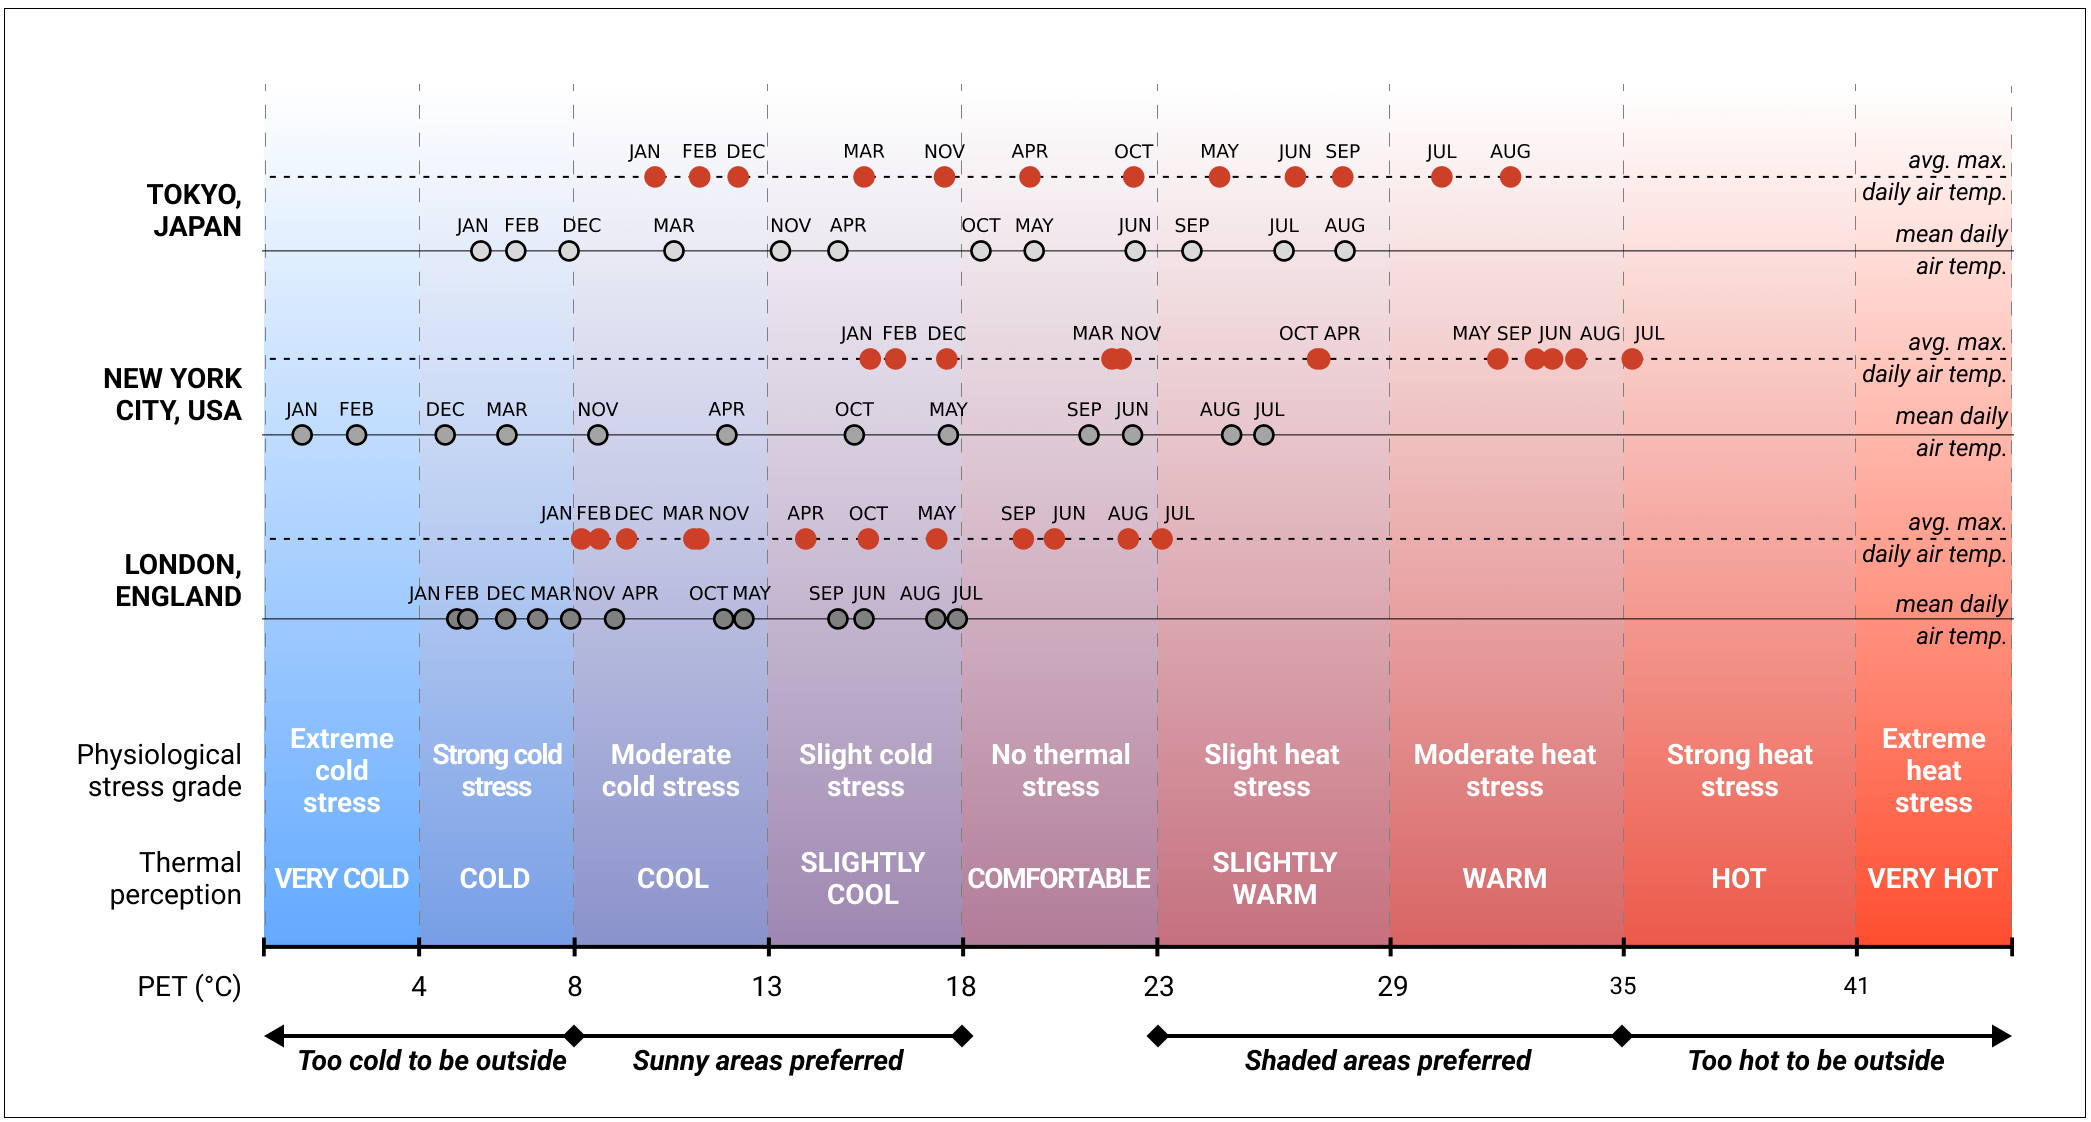 JAN FEB DEC MAR NOV APR OCT MAY JUN SEP JUL AUG
avg. max.
daily air temp.
TOKYO,
JAPAN
JAN FEB DEC MAR NOV APR OCT MAY JUN SEP JUL AUG
mean daily
air temp.
JAN FEB DEC MAR NOV OCT APR MAY SEP JUN AUG JUL
avg. max.
daily air temp.
NEW YORK
CITY, USA
JAN FEB DEC MAR NOV APR OCT MAY SEP JUN AUG JUL
mean daily
air temp.
JAN FEB DEC MAR NOV APR OCT MAY SEP JUN AUG JUL
avg. max.
daily air temp.
LONDON,
ENGLAND
JAN FEB DEC MAR NOV APR OCT MAY SEP JUN AUG JUL
mean daily
air temp.
Physiological
stress grade
Extreme
cold
stress
Strong cold
stress
Moderate
cold stress
Slight cold
stress
No thermal
stress
Slight heat
stress
Moderate heat
stress
Strong heat
stress
Extreme
heat
stress
Thermal
perception
VERY COLD
COLD
COOL
SLIGHTLY
COOL
COMFORTABLE
SLIGHTLY
WARM
WARM
HOT
VERY HOT
PET (°C) 4 8 13 18 23 29 35 41
Too cold to be outside
Sunny areas preferred
Shaded areas preferred
Too hot to be outside